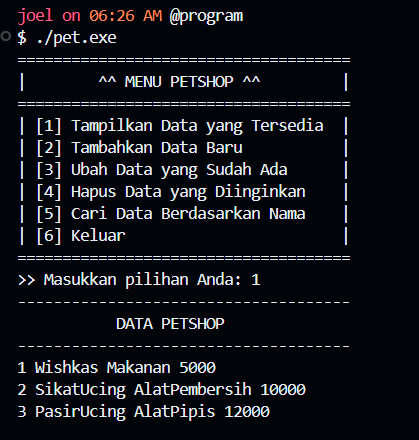 joel on 06:26 AM @program
$ ./pet.exe
====================================
|        ^^ MENU PETSHOP ^^         |
====================================
| [1] Tampilkan Data yang Tersedia  |
| [2] Tambahkan Data Baru           |
| [3] Ubah Data yang Sudah Ada      |
| [4] Hapus Data yang Diinginkan    |
| [5] Cari Data Berdasarkan Nama    |
| [6] Keluar                        |
====================================
>> Masukkan pilihan Anda: 1
------------------------------------
           DATA PETSHOP
------------------------------------
1 Wishkas Makanan 5000
2 SikatUcing AlatPembersih 10000
3 PasirUcing AlatPipis 12000